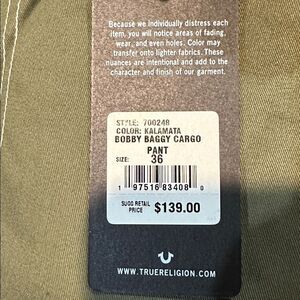 Because we individually distress each
item, you will notice areas of fading,
wear, and even holes. Color may
transfer onto lighter fabrics. These
nuances are intentional and add to the
character and finish of our garment.
STYLE: 700248
COLOR: KALAMATA
BOBBY BAGGY CARGO
PANT
SIZE: 36
1 97516 83408 0
SUGG RETAIL
PRICE $139.00
WWW.TRUERELIGION.COM